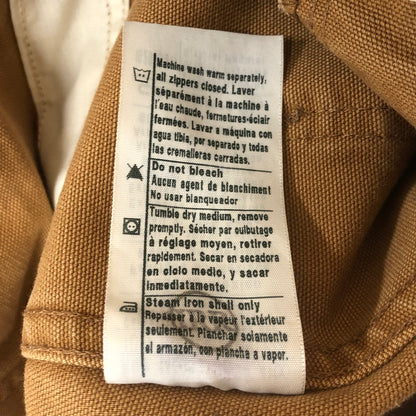 Machine wash warm separately,
all zippers closed. Laver
séparément à la machine à
l'eau chaude, fermetures-éclair
fermées. Lavar a máquina con
agua tibia, por separado y todas
las cremalleras cerradas.
Do not bleach
Aucun agent de blanchiment
No usar blanqueador
Tumble dry medium, remove
promptly. Sécher par culbutage
à réglage moyen, retirer
rapidement. Secar en secadora
en ciclo medio, y sacar
inmediatamente.
Steam iron shell only
Repasser à la vapeur l'extérieur
seulement. Planchar solamente
el armazón, con plancha a vapor.